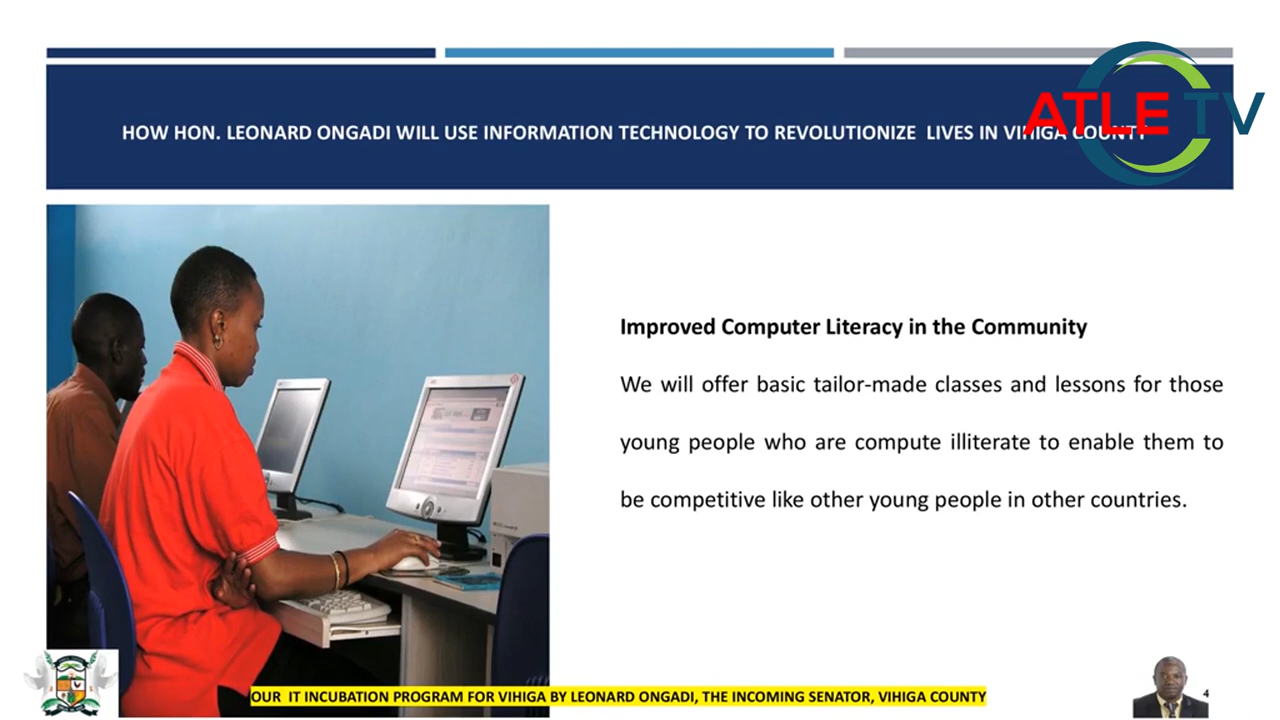 ATLE TV
HOW HON. LEONARD ONGADI WILL USE INFORMATION TECHNOLOGY TO REVOLUTIONIZE LIVES IN VIHIGA COUNTY
Improved Computer Literacy in the Community
We will offer basic tailor-made classes and lessons for those
young people who are compute illiterate to enable them to
be competitive like other young people in other countries.
OUR IT INCUBATION PROGRAM FOR VIHIGA BY LEONARD ONGADI, THE INCOMING SENATOR, VIHIGA COUNTY
4